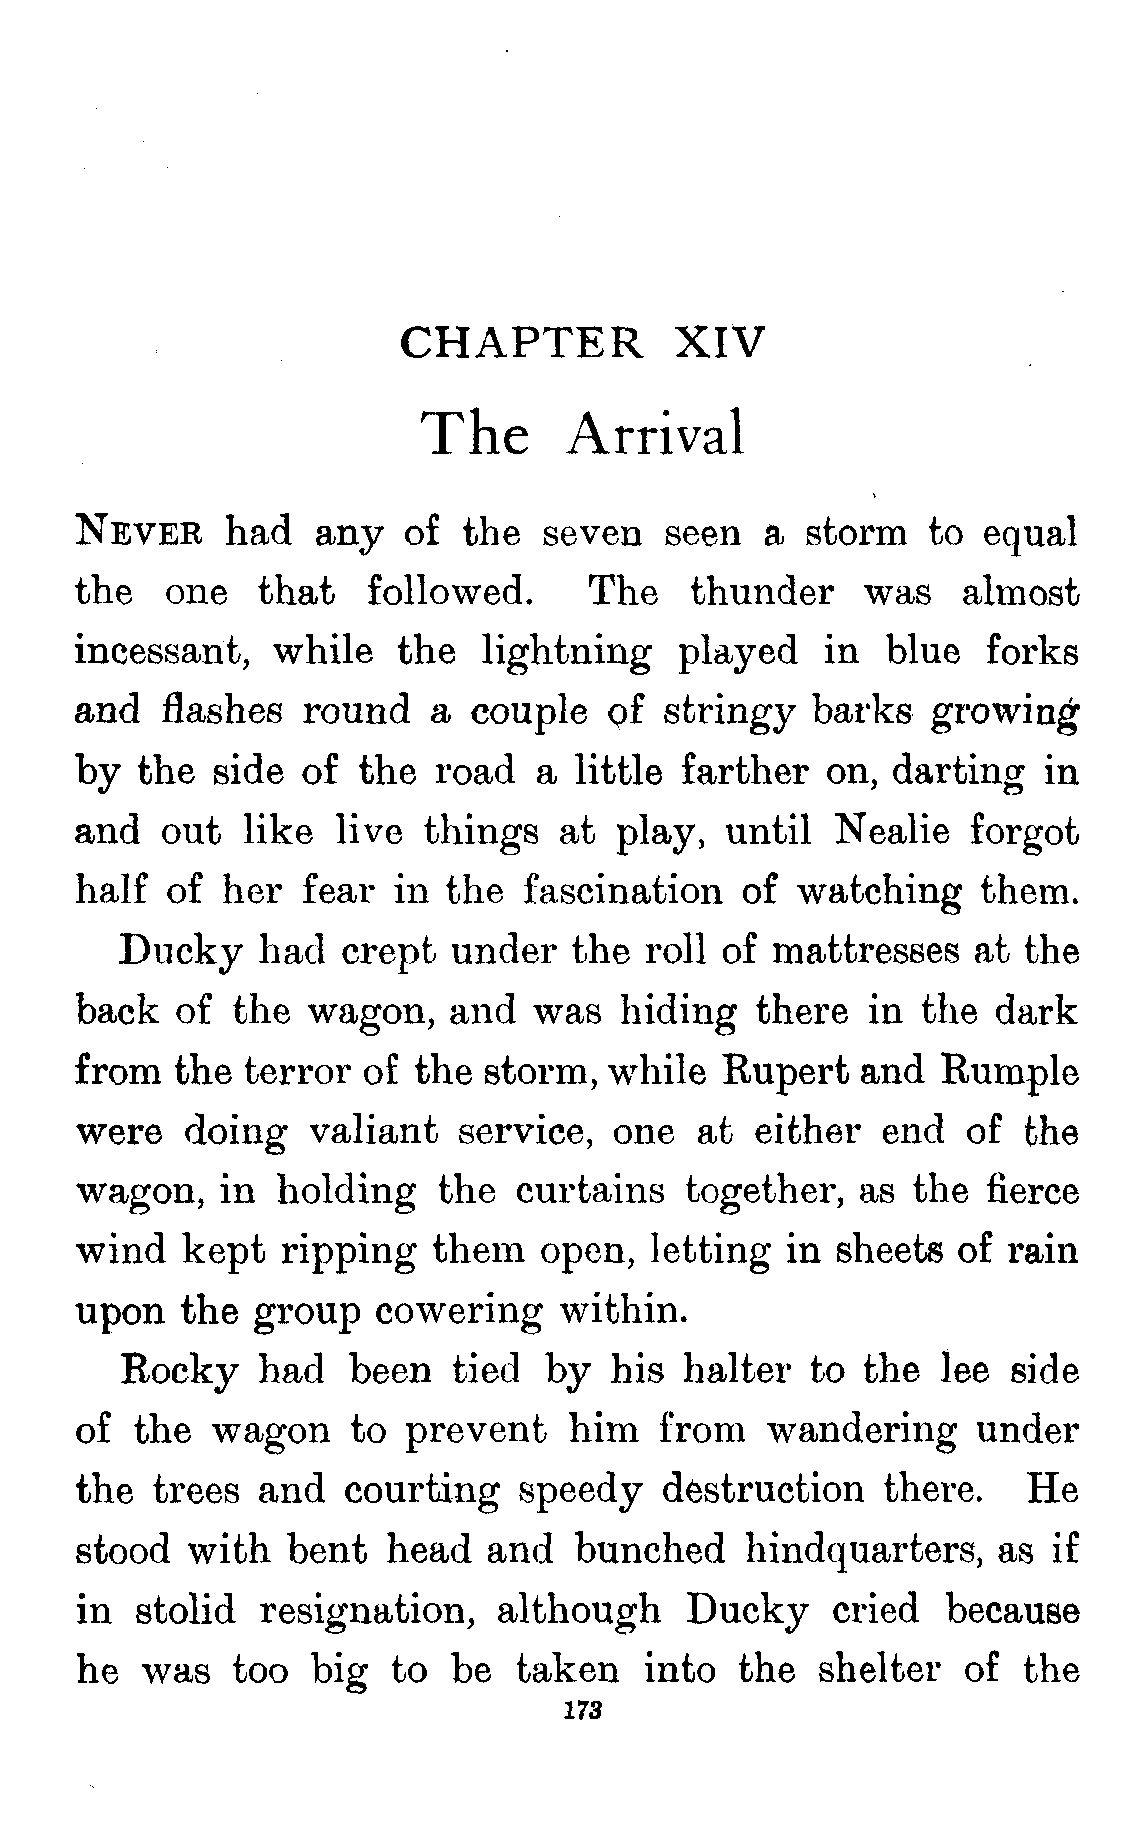 CHAPTER XIV
The Arrival
NEVER had any of the seven seen a storm to equal
the one that followed. The thunder was almost
incessant, while the lightning played in blue forks
and flashes round a couple of stringy barks growing
by the side of the road a little farther on, darting in
and out like live things at play, until Nealie forgot
half of her fear in the fascination of watching them.
Ducky had crept under the roll of mattresses at the
back of the wagon, and was hiding there in the dark
from the terror of the storm, while Rupert and Rumple
were doing valiant service, one at either end of the
wagon, in holding the curtains together, as the fierce
wind kept ripping them open, letting in sheets of rain
upon the group cowering within.
Rocky had been tied by his halter to the lee side
of the wagon to prevent him from wandering under
the trees and courting speedy destruction there. He
stood with bent head and bunched hindquarters, as if
in stolid resignation, although Ducky cried because
he was too big to be taken into the shelter of the
173